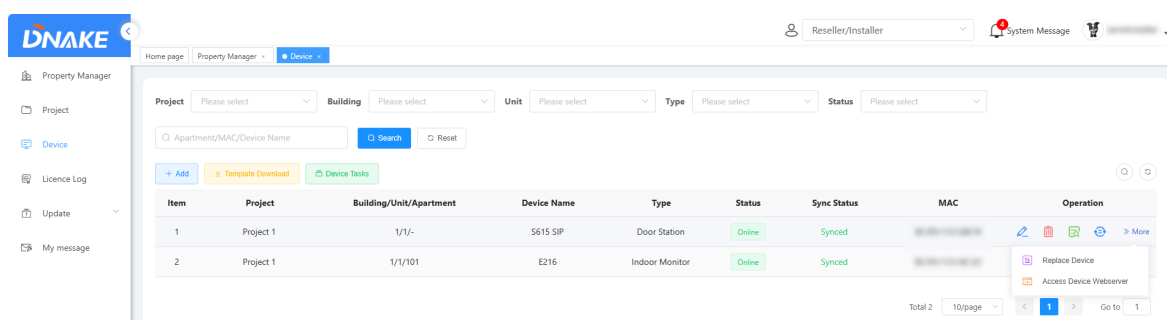 DNAKE
Reseller/Installer
4
System Message
Home page Property Manager × Device ×
Property Manager
Project
Device
Licence Log
Update
My message
Project Please select Building Please select Unit Please select Type Please select Status Please select
Apartment/MAC/Device Name Search Reset
+ Add Template Download Device Tasks
Item Project Building/Unit/Apartment Device Name Type Status Sync Status MAC Operation
1 Project 1 1/1/- S615 SIP Door Station Online Synced » More
2 Project 1 1/1/101 E216 Indoor Monitor Online Synced
Replace Device
Access Device Webserver
Total 2 10/page < 1 > Go to 1